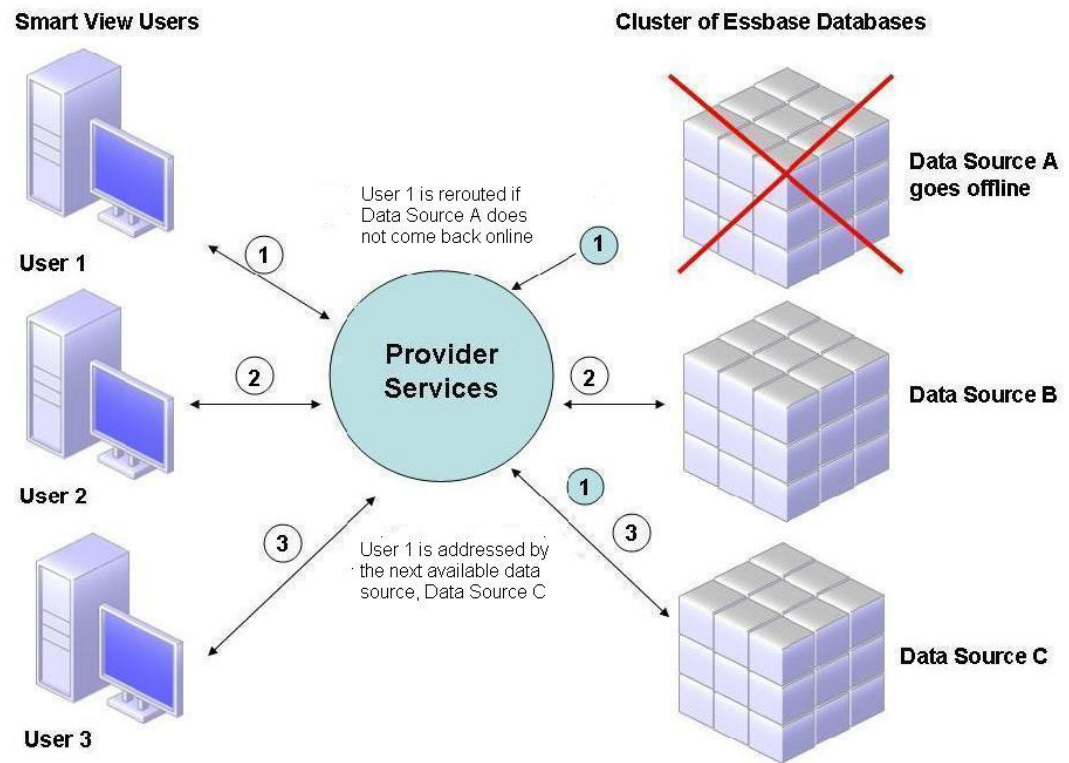 Smart View Users
Cluster of Essbase Databases
User 1 is rerouted if
Data Source A does
not come back online
Data Source A
goes offline
1
1
User 1
Provider
Services
2
2
Data Source B
User 2
1
3
3
User 1 is addressed by
the next available data
source, Data Source C
Data Source C
User 3